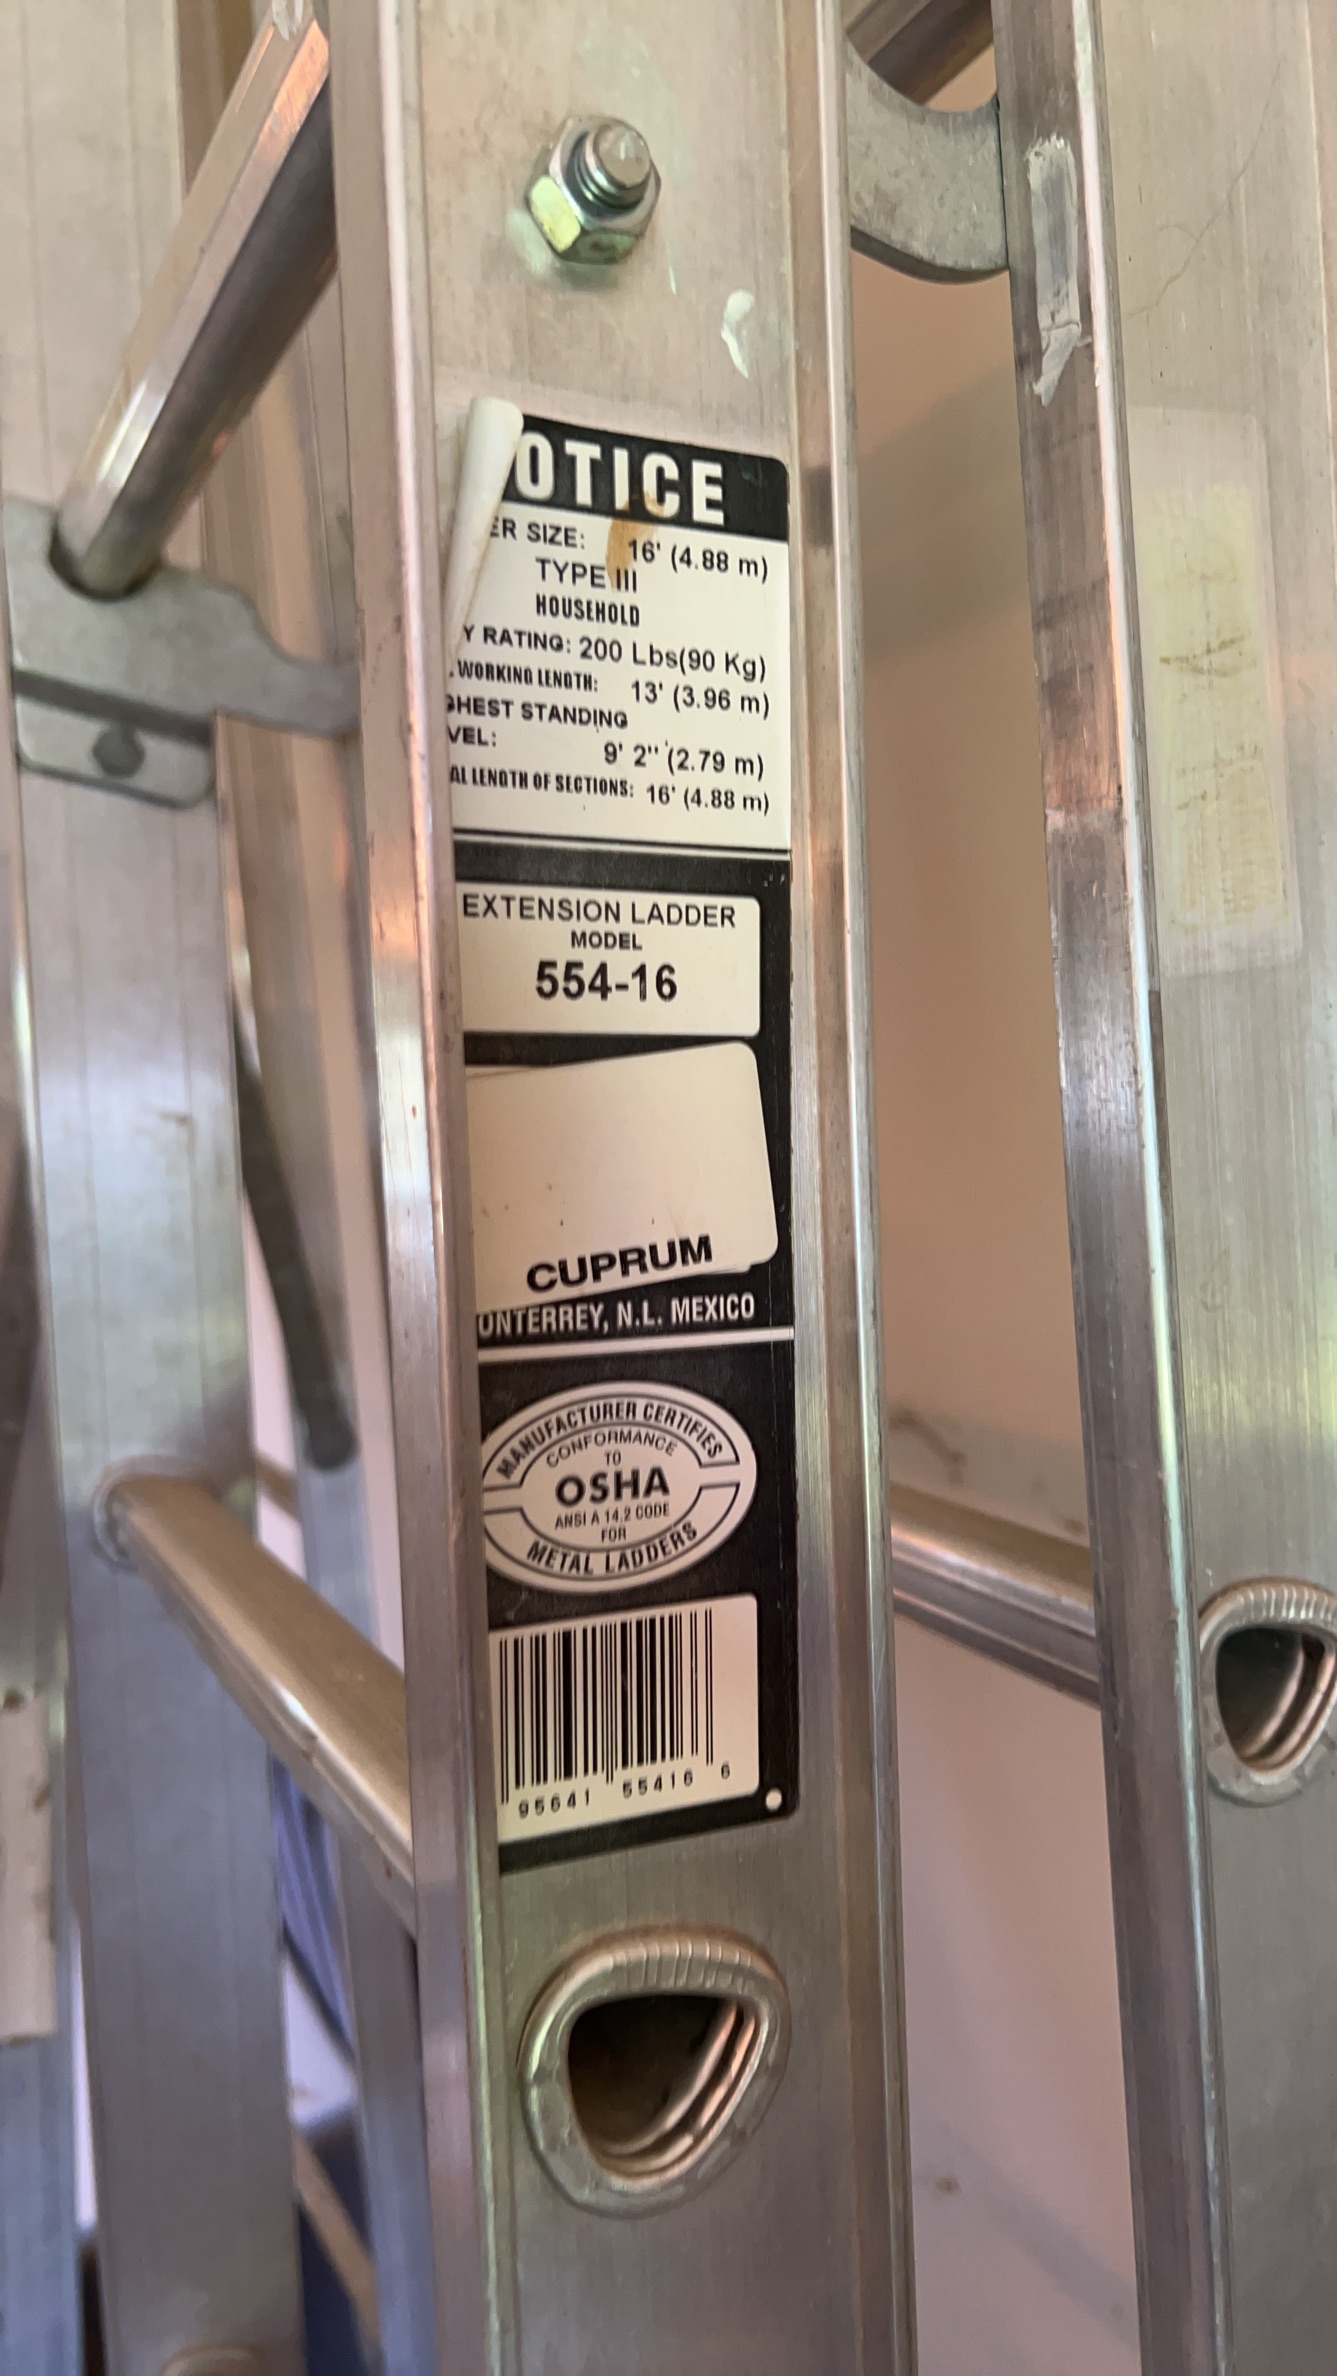 OTICE
ER SIZE: 16' (4.88 m)
TYPE III
HOUSEHOLD
Y RATING: 200 Lbs(90 Kg)
. WORKING LENGTH: 13' (3.96 m)
GHEST STANDING
VEL: 9' 2'' (2.79 m)
AL LENGTH OF SECTIONS: 16' (4.88 m)
EXTENSION LADDER
MODEL
554-16
CUPRUM
ONTERREY, N.L. MEXICO
MANUFACTURER CERTIFIES
CONFORMANCE
TO
OSHA
ANSI A 14.2 CODE
FOR
METAL LADDERS
95641 55416 6